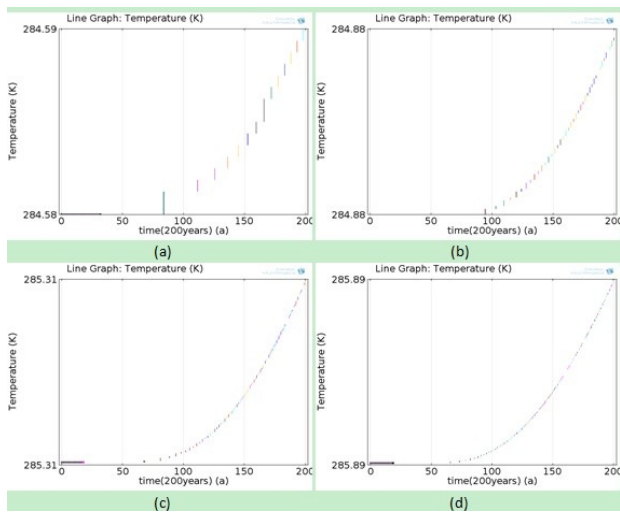 Line Graph: Temperature (K)
284.59
Temperature (K)
284.58
0 50 100 150 200
time(200years) (a)
(a)
Line Graph: Temperature (K)
284.88
Temperature (K)
284.88
0 50 100 150 200
time(200years) (a)
(b)
Line Graph: Temperature (K)
285.31
Temperature (K)
285.31
0 50 100 150 200
time(200years) (a)
(c)
Line Graph: Temperature (K)
285.89
Temperature (K)
285.89
0 50 100 150 200
time(200years) (a)
(d)